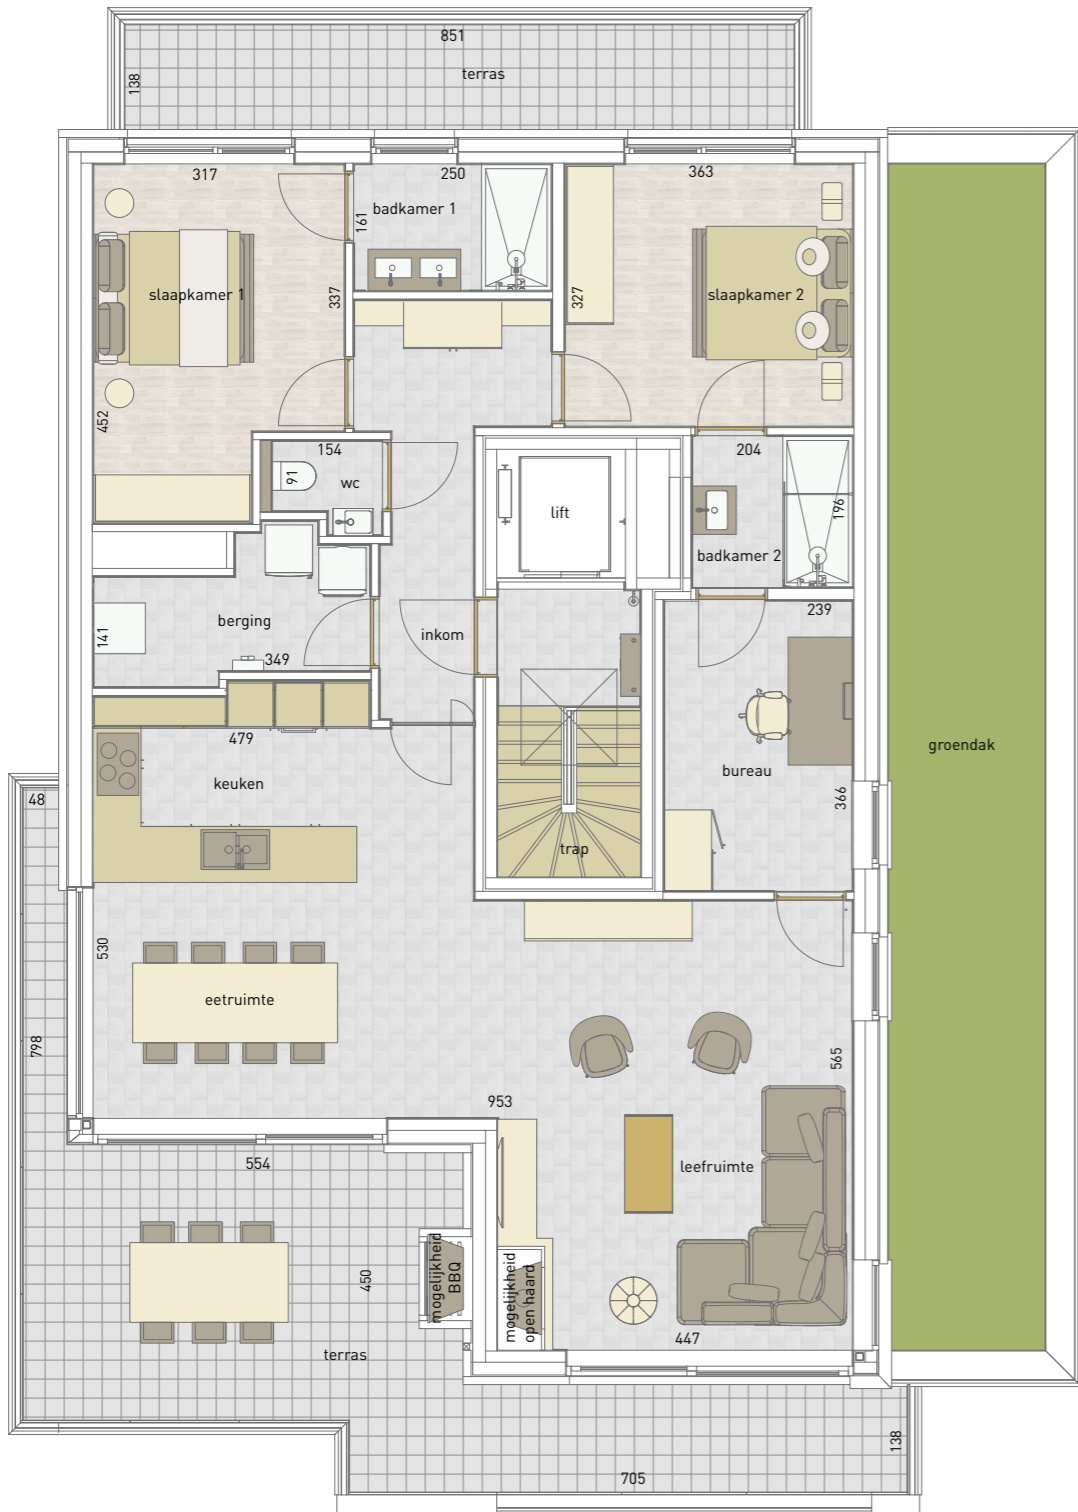 851
138
terras
317
250
363
badkamer 1
161
slaapkamer 1
337
327
slaapkamer 2
452
154
91
wc
204
lift
196
badkamer 2
239
141
berging
inkom
349
479
keuken
groendak
bureau
366
48
trap
530
eetruimte
798
565
953
554
leefruimte
mogelijkheid
BBQ
mogelijkheid
open haard
450
447
terras
138
705